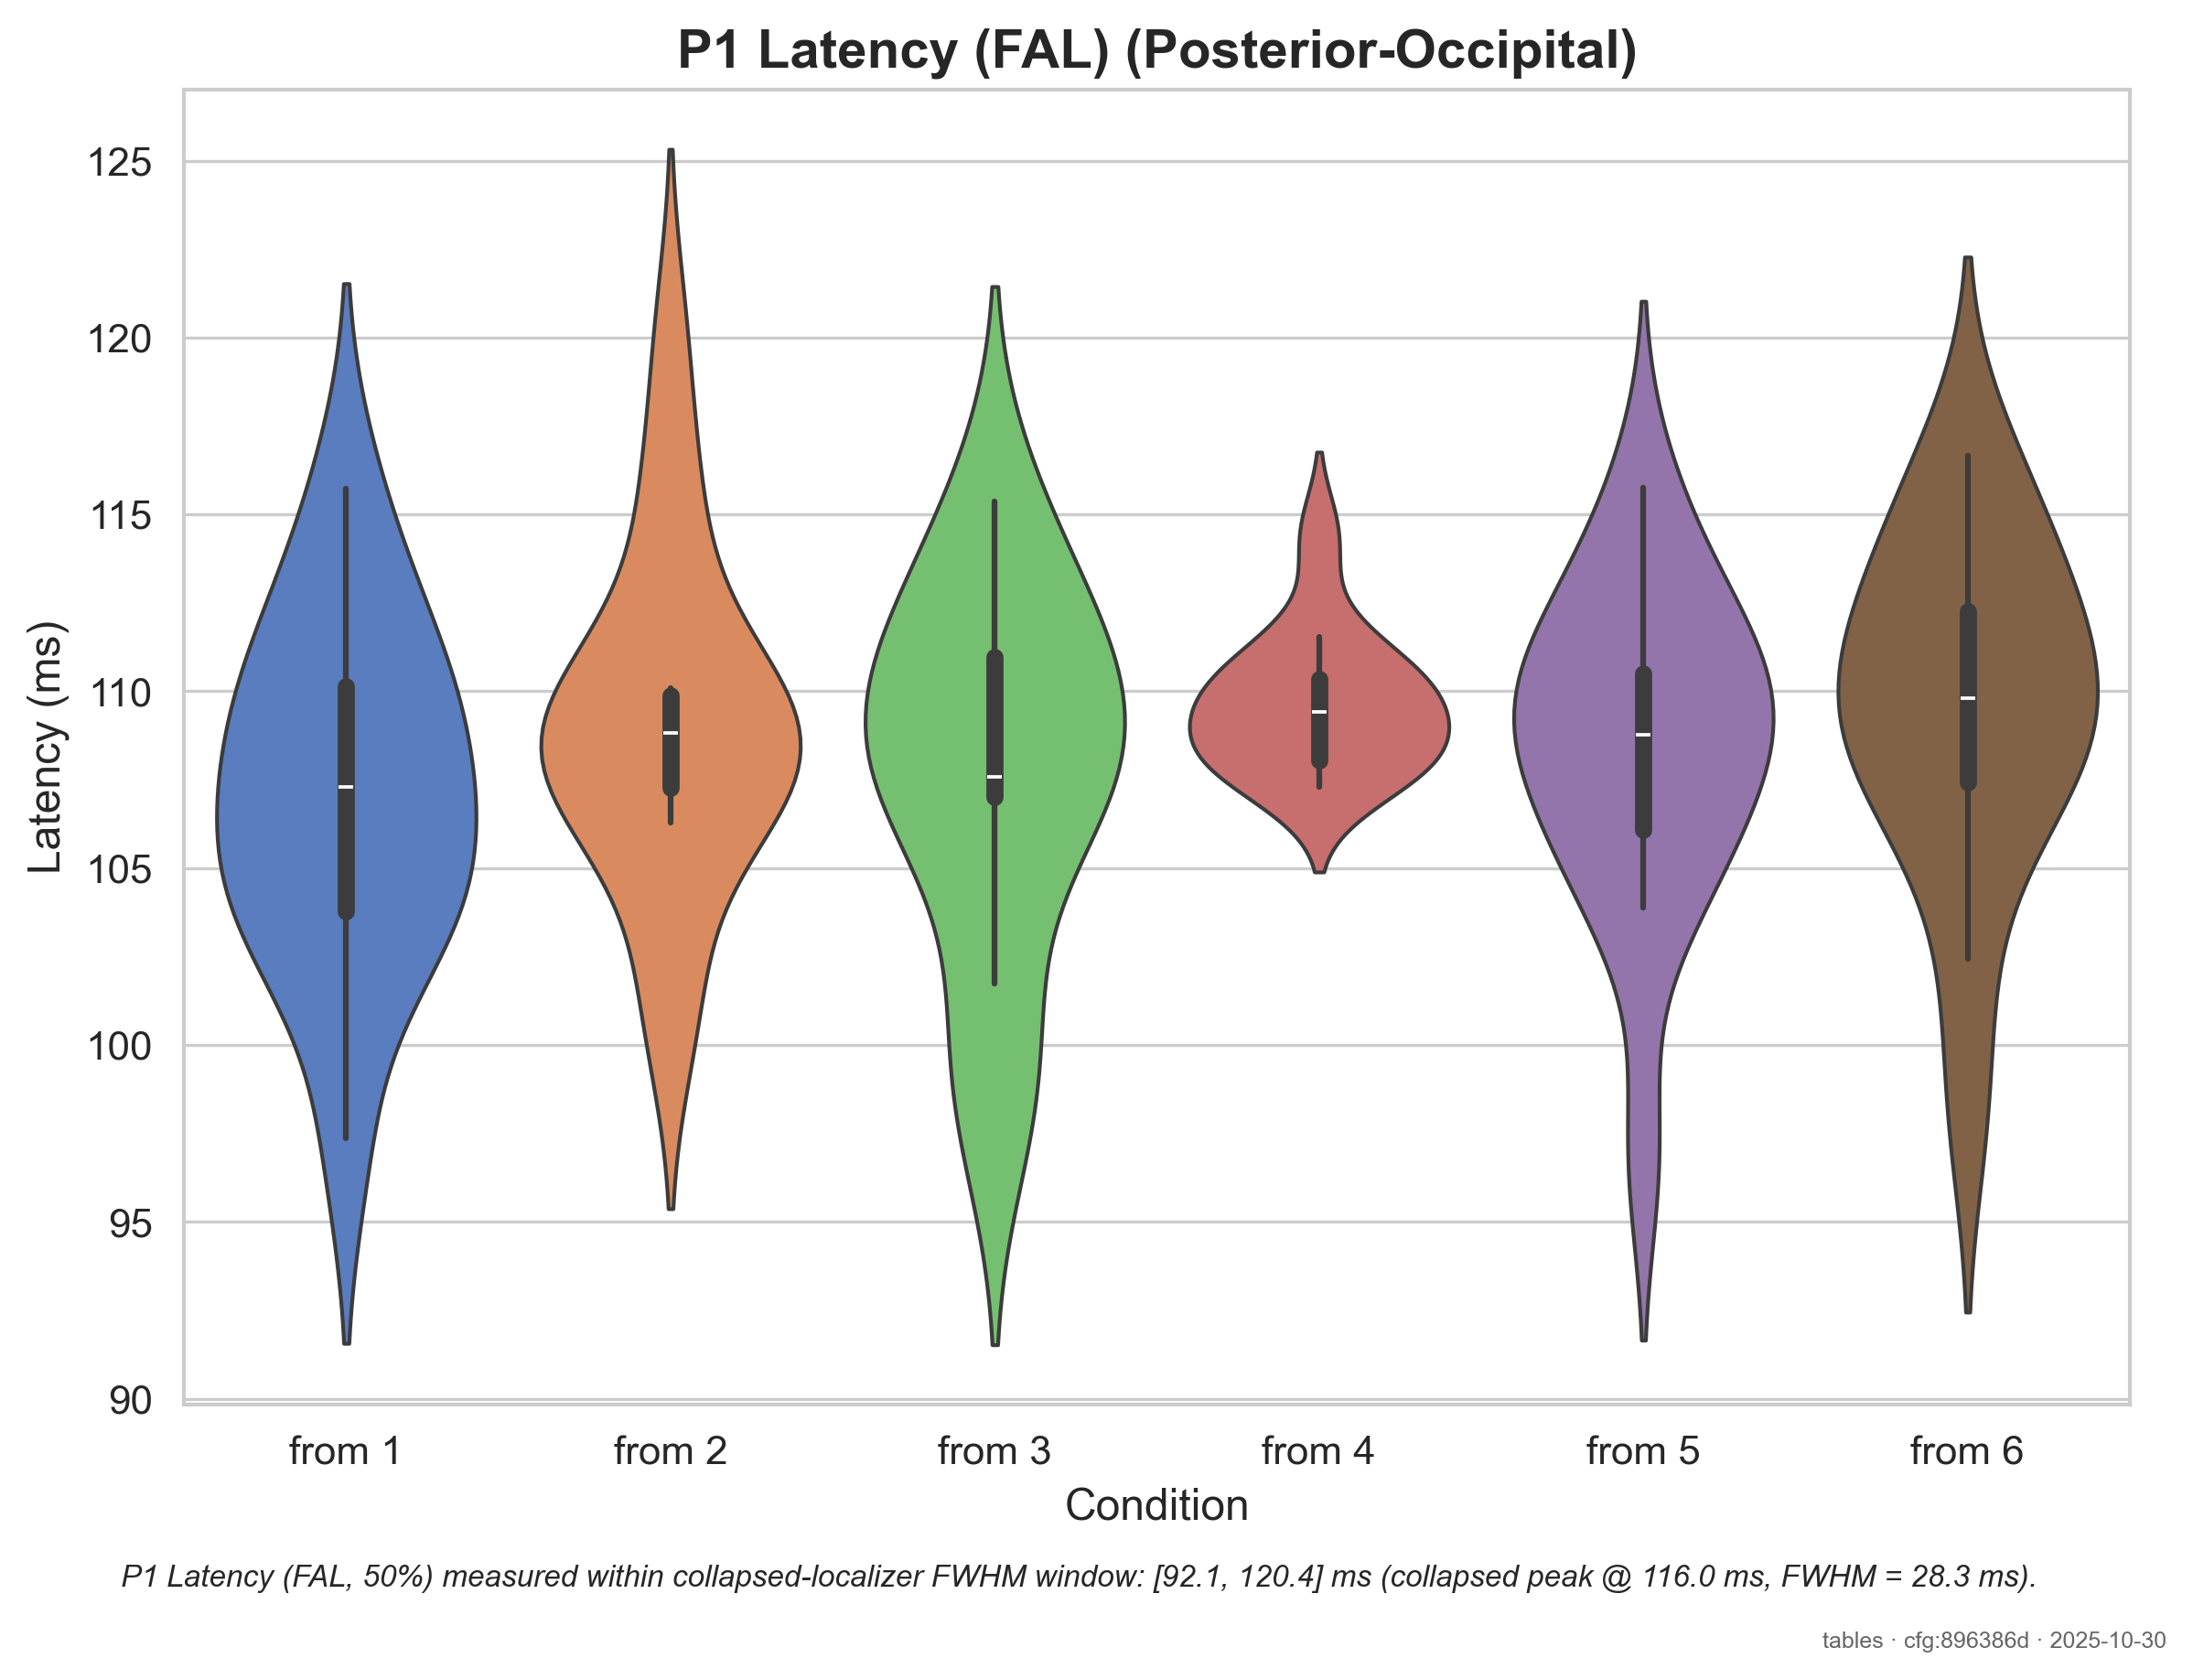 P1 Latency (FAL) (Posterior-Occipital)
Latency (ms)
125
120
115
110
105
100
95
90
from 1
from 2
from 3
from 4
from 5
from 6
Condition
P1 Latency (FAL, 50%) measured within collapsed-localizer FWHM window: [92.1, 120.4] ms (collapsed peak @ 116.0 ms, FWHM = 28.3 ms).
tables · cfg:896386d · 2025-10-30